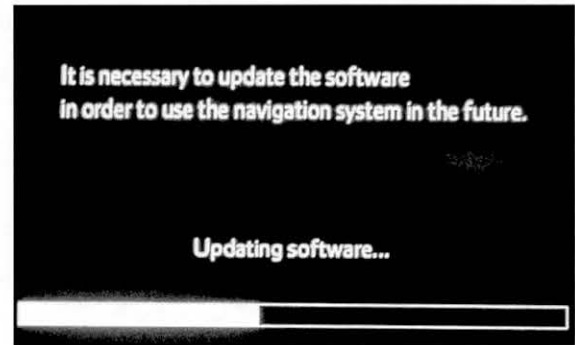 It is necessary to update the software
in order to use the navigation system in the future.
Updating software...